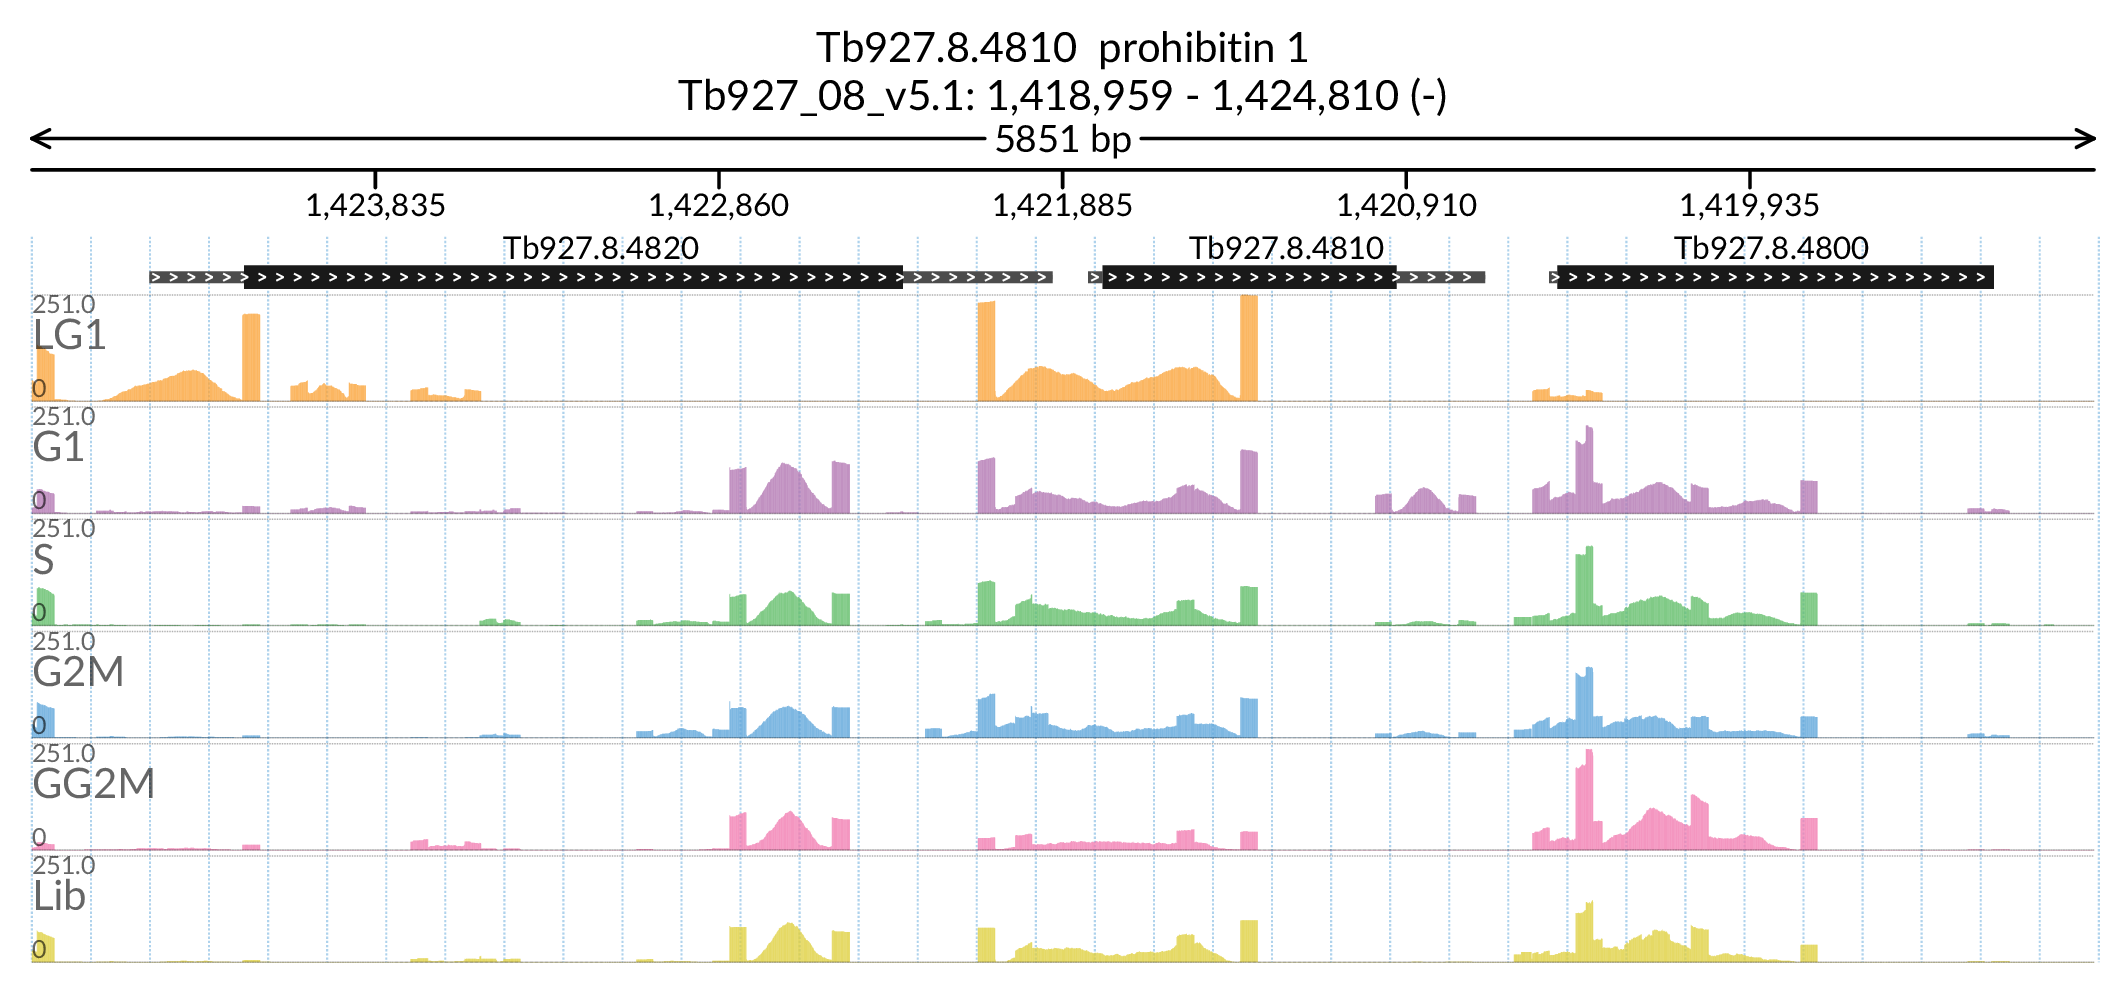 Tb927.8.4810 prohibitin 1
Tb927_08_v5.1: 1,418,959 - 1,424,810 (-)
5851 bp
1,423,835 1,422,860 1,421,885 1,420,910 1,419,935
Tb927.8.4820 Tb927.8.4810 Tb927.8.4800
251.0
LG1
0
251.0
G1
0
251.0
S
0
251.0
G2M
0
251.0
GG2M
0
251.0
Lib
0